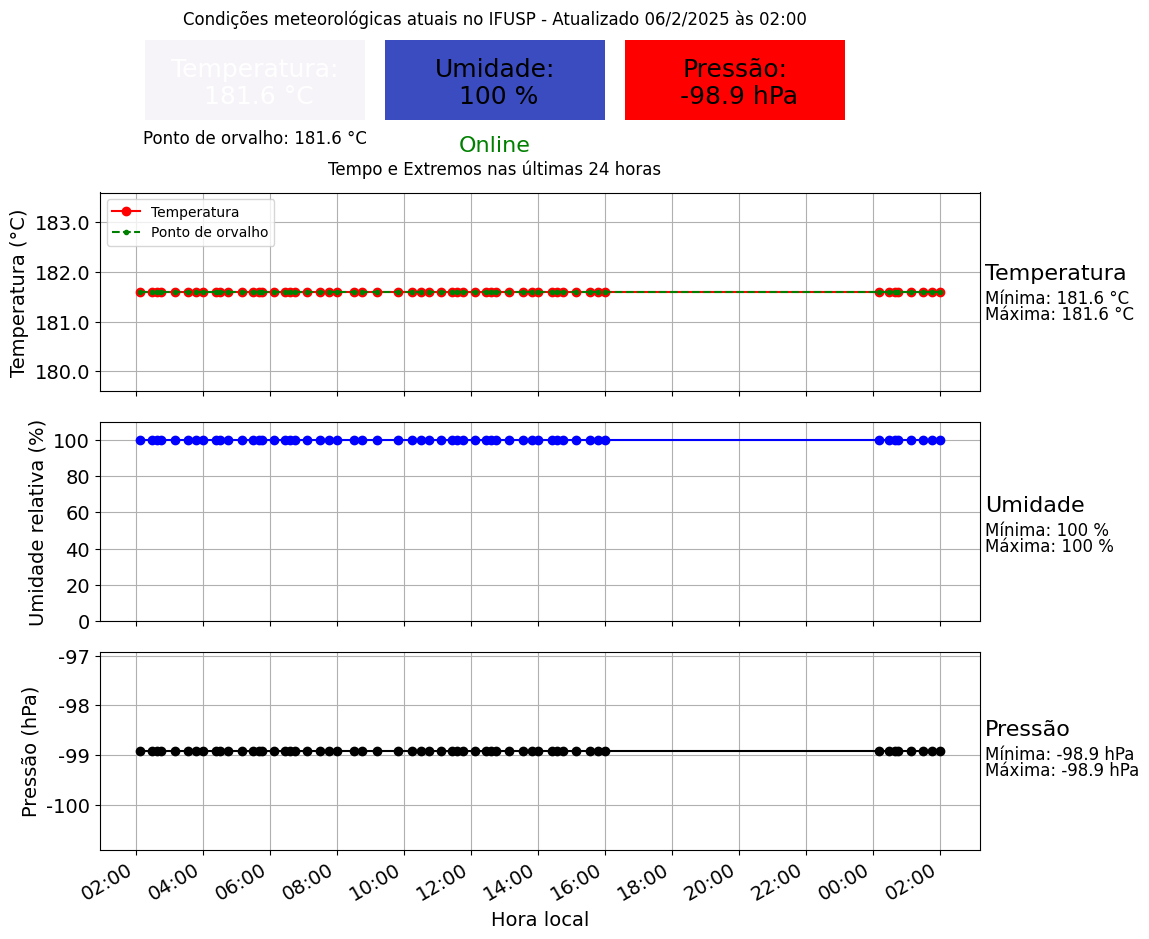 Condições meteorológicas atuais no IFUSP - Atualizado 06/2/2025 às 02:00
Temperatura:
181.6 °C
Umidade:
100 %
Pressão:
-98.9 hPa
Ponto de orvalho: 181.6 °C
Online
Tempo e Extremos nas últimas 24 horas
Temperatura (°C)
183.0
182.0
181.0
180.0
Temperatura
Ponto de orvalho
Temperatura
Mínima: 181.6 °C
Máxima: 181.6 °C
Umidade relativa (%)
100
80
60
40
20
0
Umidade
Mínima: 100 %
Máxima: 100 %
Pressão (hPa)
-97
-98
-99
-100
Pressão
Mínima: -98.9 hPa
Máxima: -98.9 hPa
02:00 04:00 06:00 08:00 10:00 12:00 14:00 16:00 18:00 20:00 22:00 00:00 02:00
Hora local